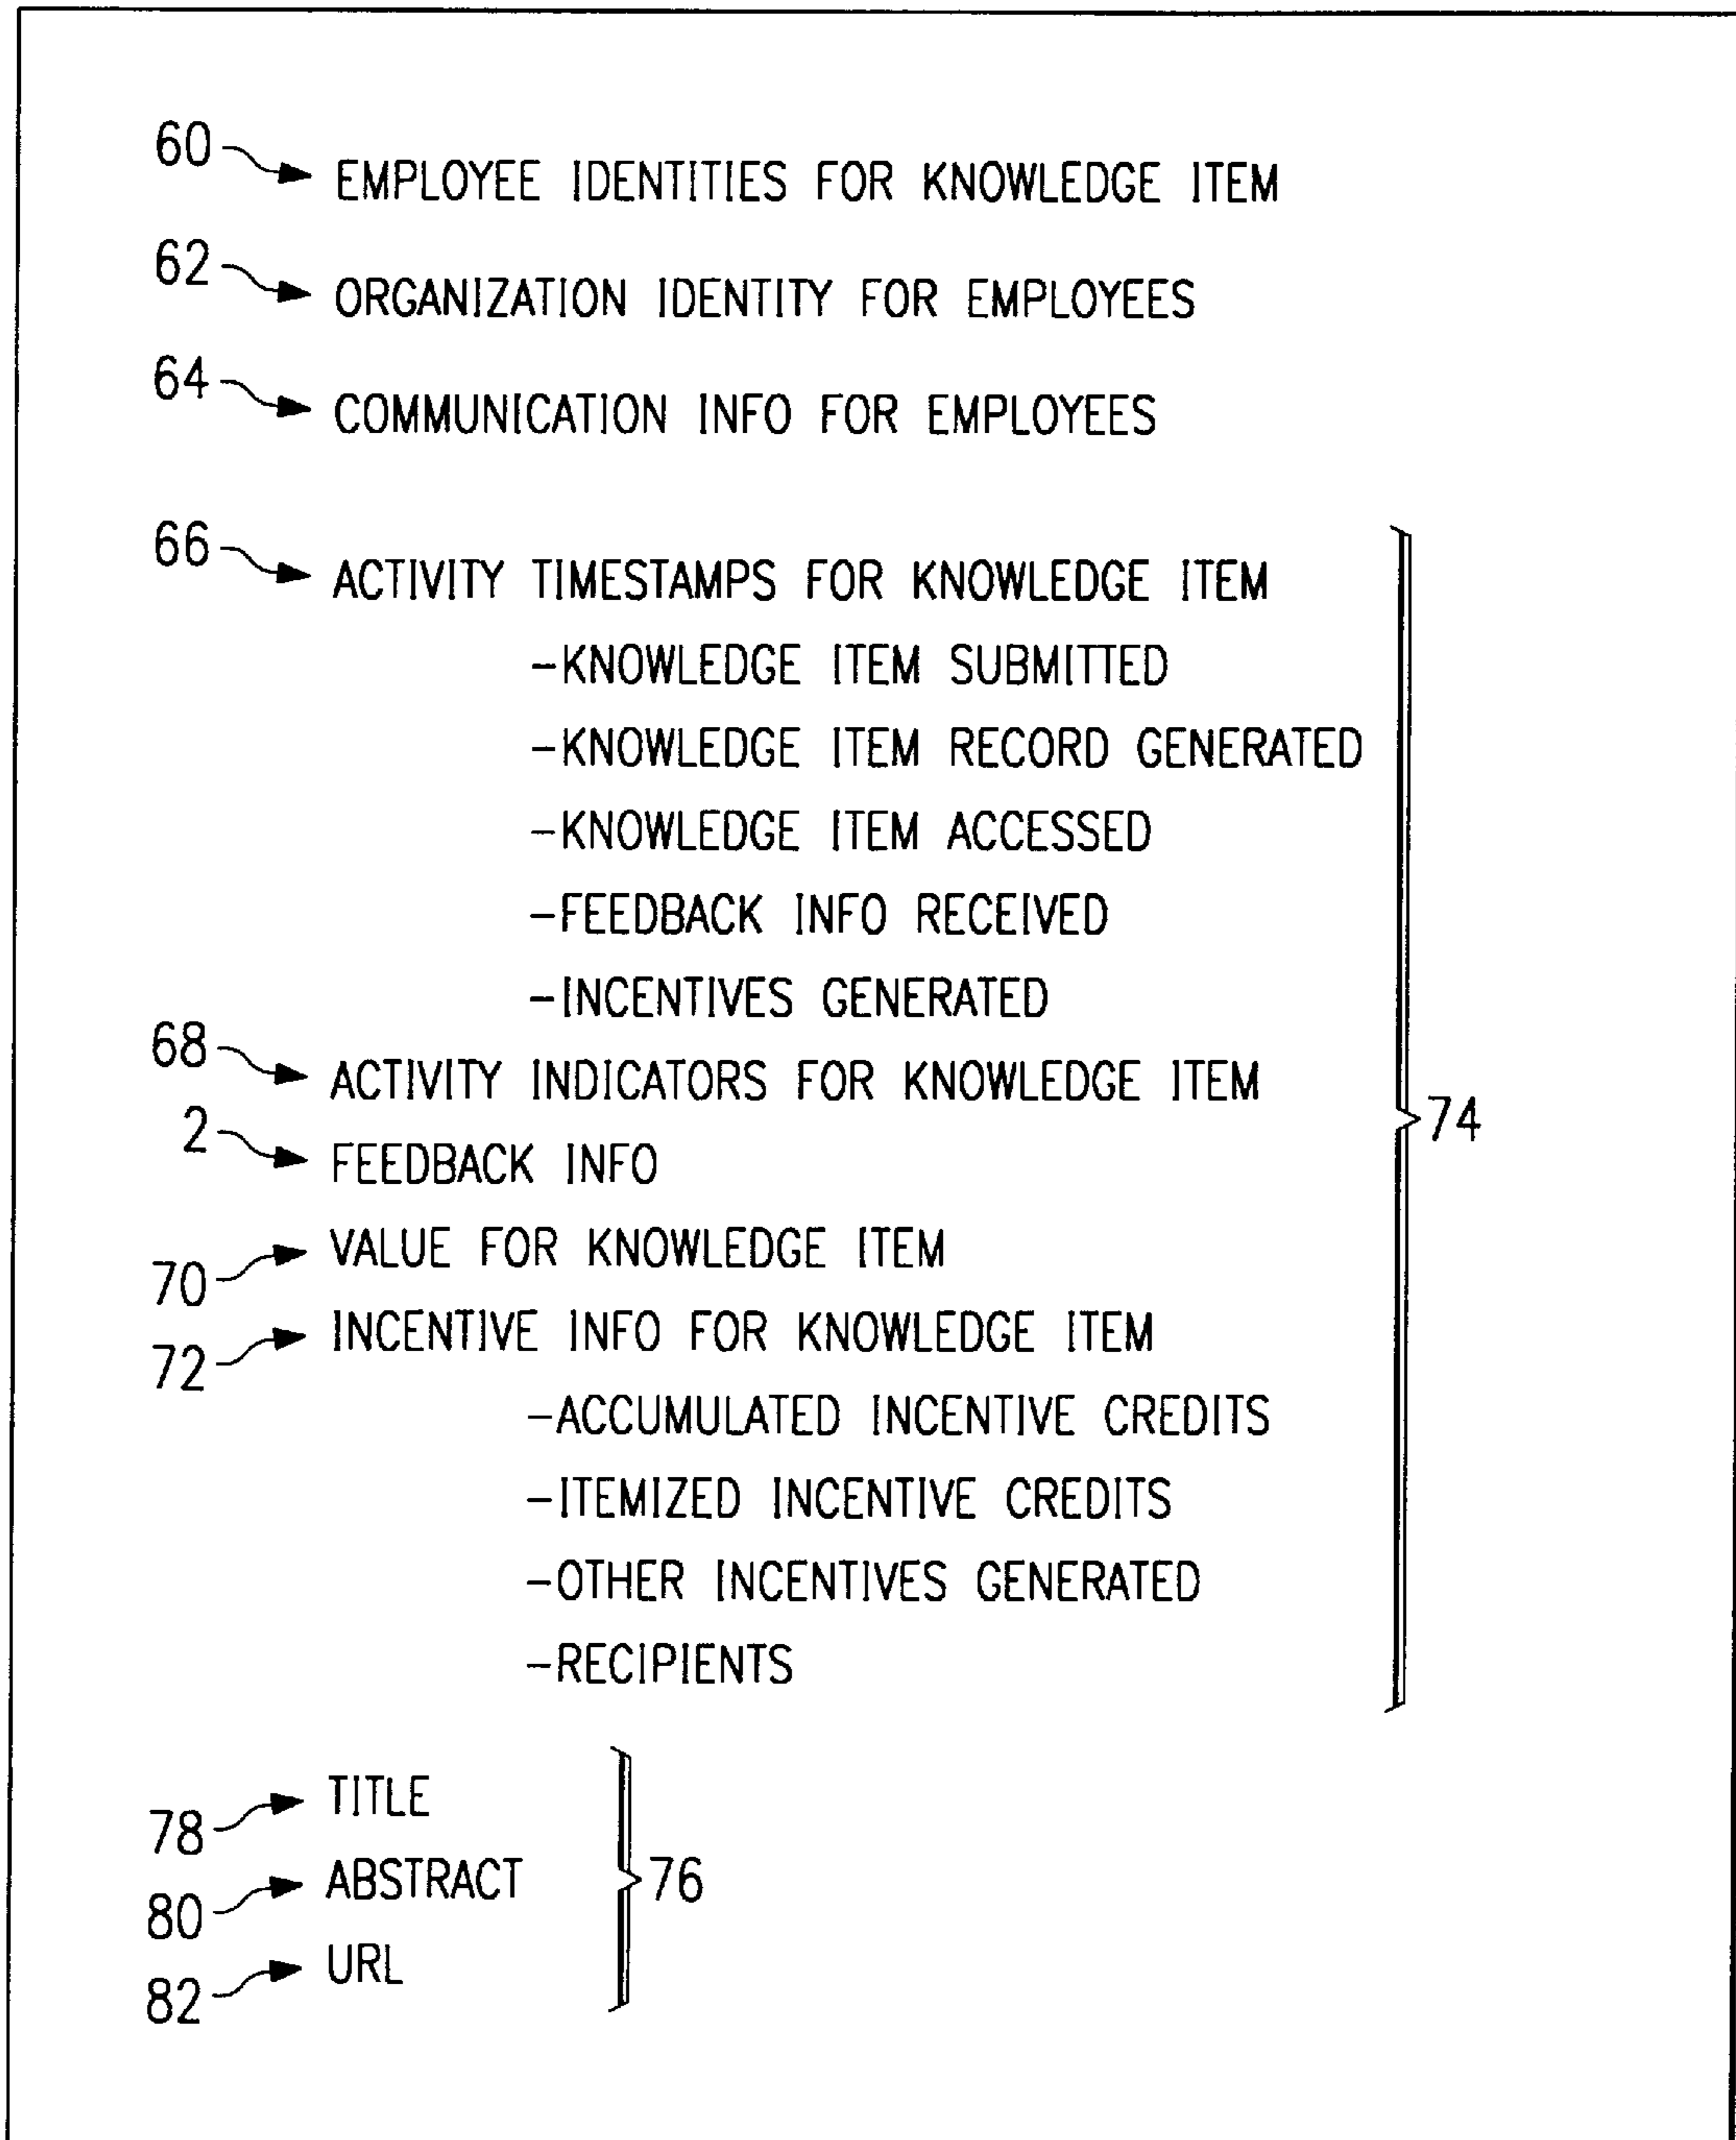 60 EMPLOYEE IDENTITIES FOR KNOWLEDGE ITEM
62 ORGANIZATION IDENTITY FOR EMPLOYEES
64 COMMUNICATION INFO FOR EMPLOYEES
66 ACTIVITY TIMESTAMPS FOR KNOWLEDGE ITEM
-KNOWLEDGE ITEM SUBMITTED
-KNOWLEDGE ITEM RECORD GENERATED
-KNOWLEDGE ITEM ACCESSED
-FEEDBACK INFO RECEIVED
-INCENTIVES GENERATED
68 ACTIVITY INDICATORS FOR KNOWLEDGE ITEM
74
2 FEEDBACK INFO
70 VALUE FOR KNOWLEDGE ITEM
72 INCENTIVE INFO FOR KNOWLEDGE ITEM
-ACCUMULATED INCENTIVE CREDITS
-ITEMIZED INCENTIVE CREDITS
-OTHER INCENTIVES GENERATED
-RECIPIENTS
78 TITLE
80 ABSTRACT 76
82 URL